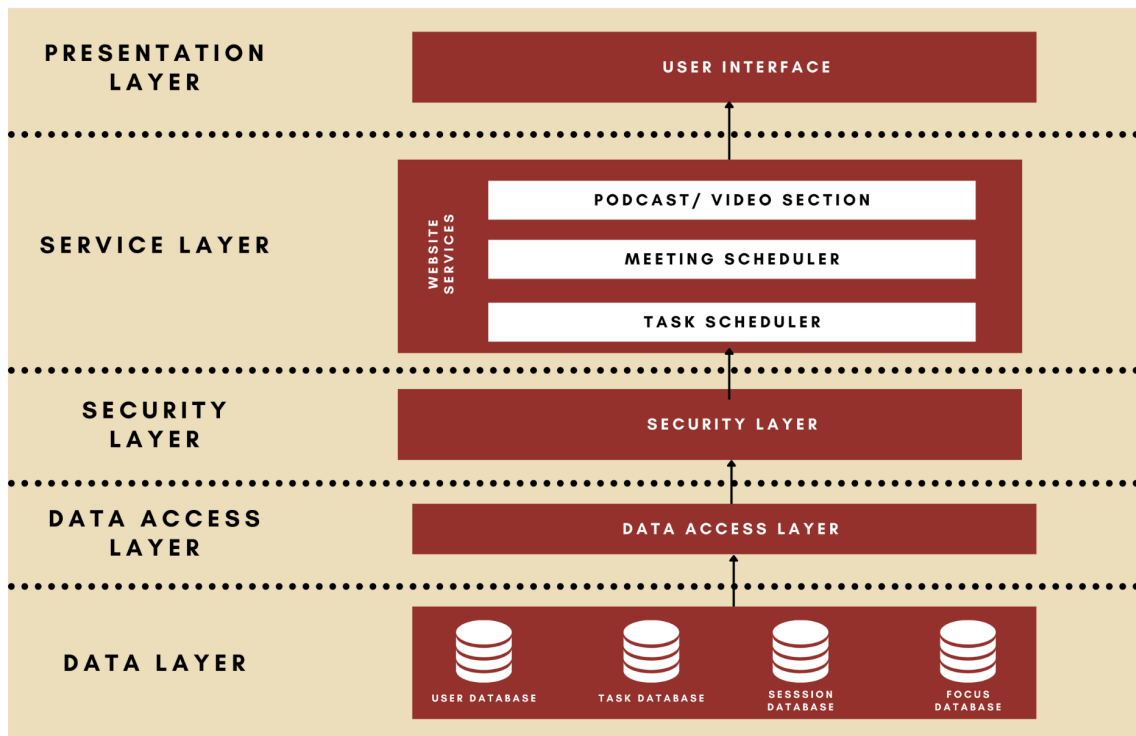 PRESENTATION
LAYER
USER INTERFACE
SERVICE LAYER
WEBSITE
SERVICES
PODCAST/ VIDEO SECTION
MEETING SCHEDULER
TASK SCHEDULER
SECURITY
LAYER
SECURITY LAYER
DATA ACCESS
LAYER
DATA ACCESS LAYER
DATA LAYER
USER DATABASE
TASK DATABASE
SESSSION
DATABASE
FOCUS
DATABASE